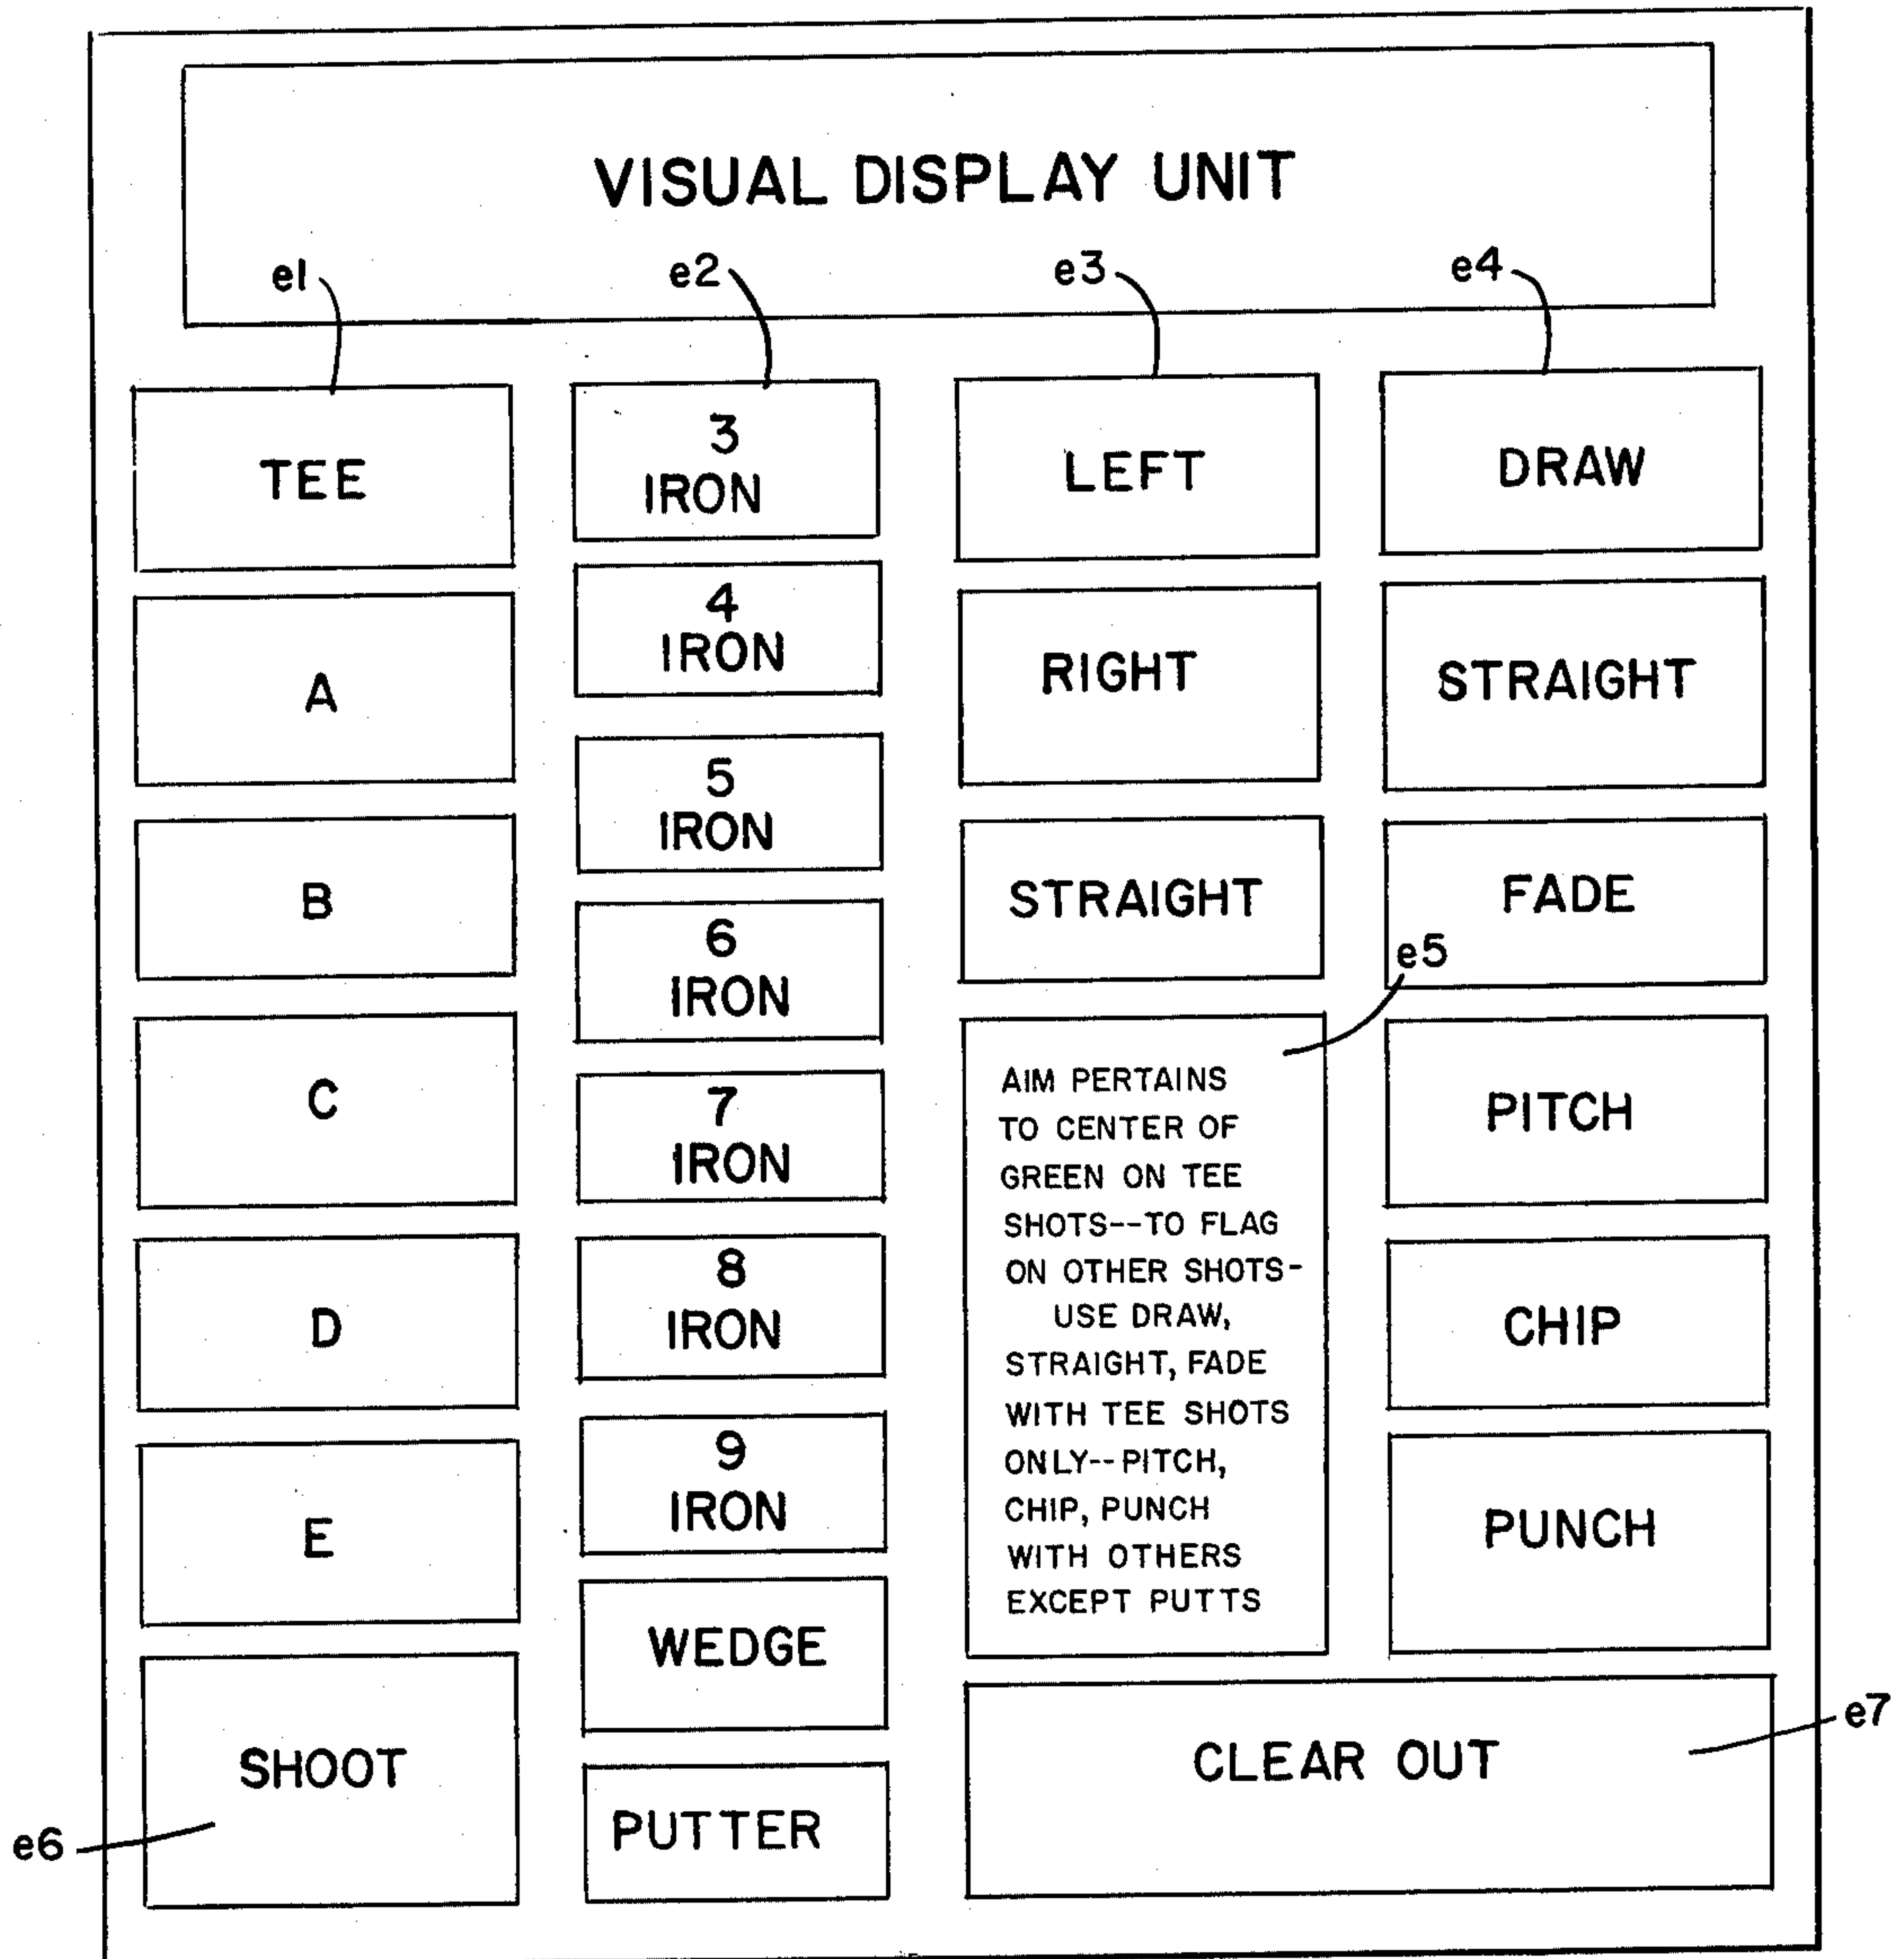 VISUAL DISPLAY UNIT
e1
e2
e3
e4
TEE
A
B
C
D
E
SHOOT
e6
3
IRON
4
IRON
5
IRON
6
IRON
7
IRON
8
IRON
9
IRON
WEDGE
PUTTER
LEFT
RIGHT
STRAIGHT
e5
AIM PERTAINS
TO CENTER OF
GREEN ON TEE
SHOTS--TO FLAG
ON OTHER SHOTS-
USE DRAW,
STRAIGHT, FADE
WITH TEE SHOTS
ONLY--PITCH,
CHIP, PUNCH
WITH OTHERS
EXCEPT PUTTS
DRAW
STRAIGHT
FADE
PITCH
CHIP
PUNCH
CLEAR OUT
e7